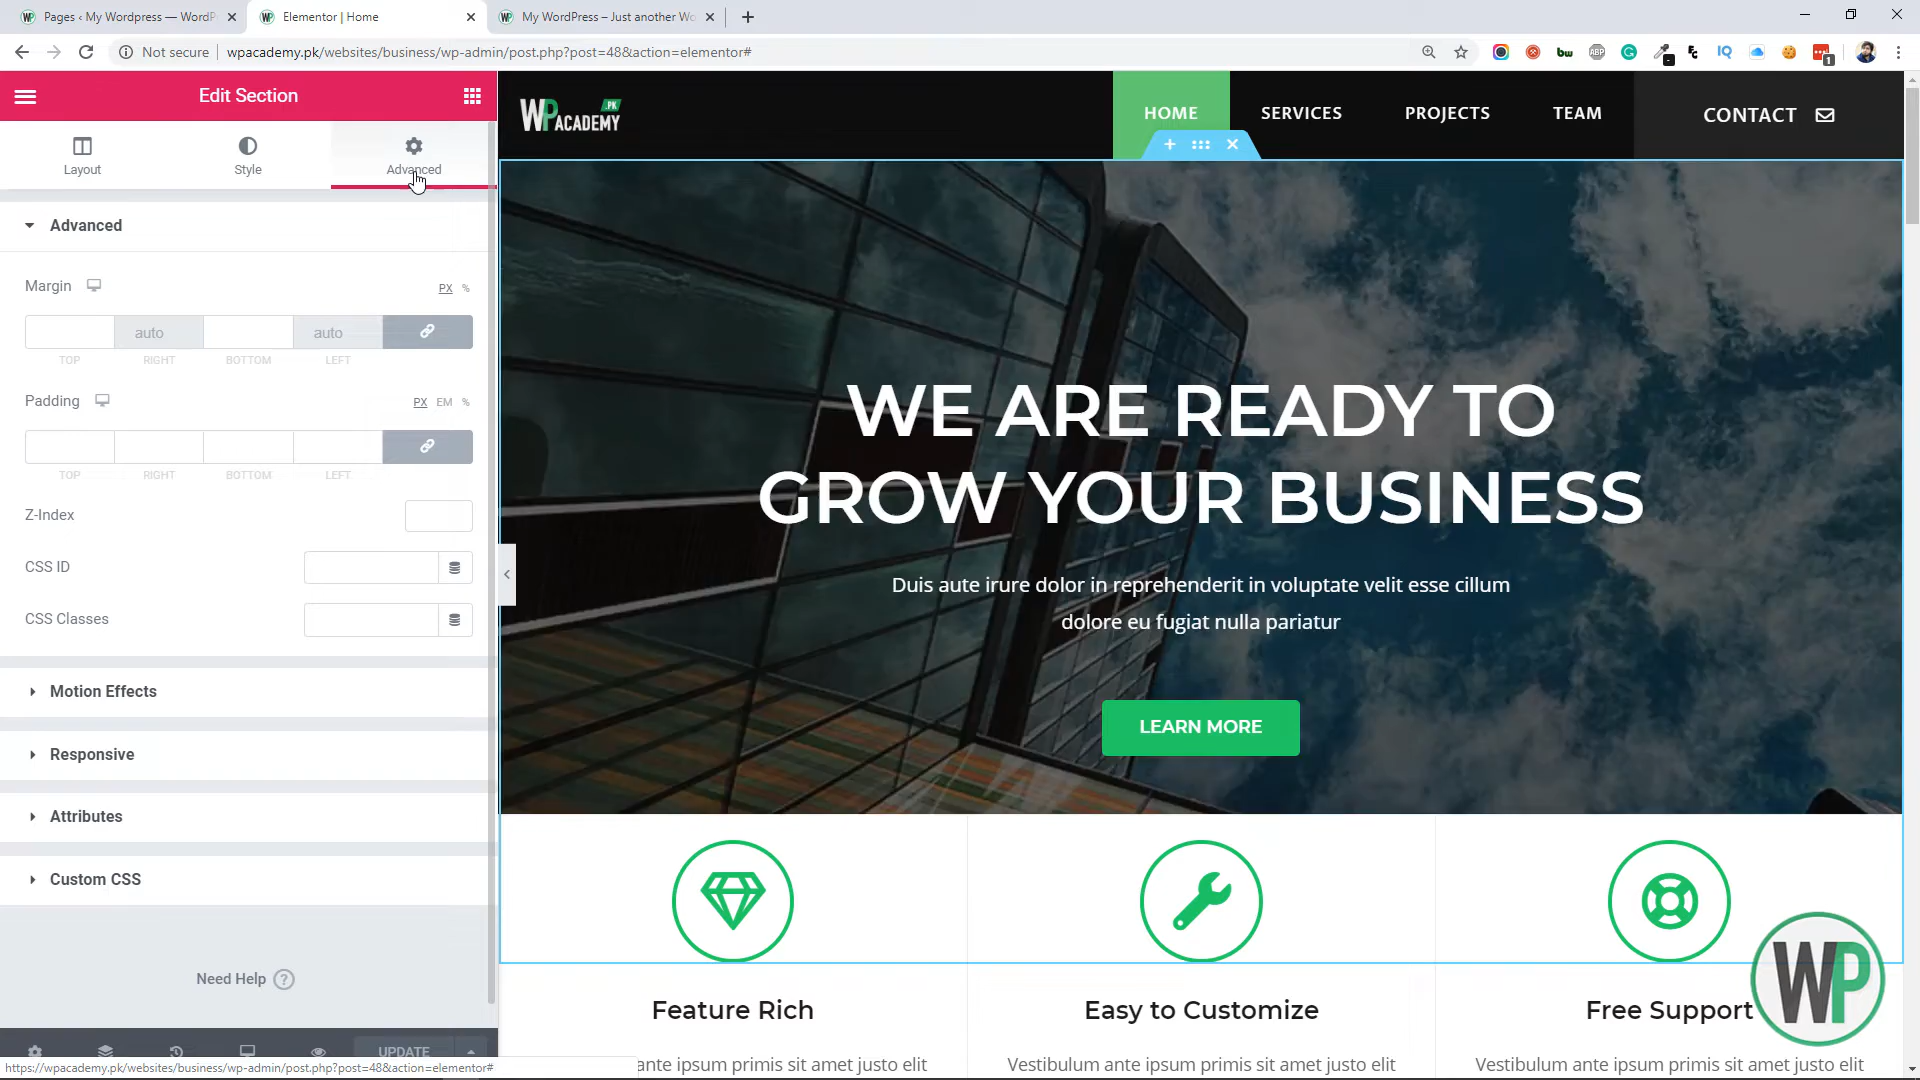 Pages ‹ My Wordpress — WordP
Elementor | Home
My WordPress – Just another Wo
Not secure
wpacademy.pk/websites/business/wp-admin/post.php?post=48&action=elementor#
Edit Section
Layout
Style
Advanced
Advanced
Margin
PX %
auto
auto
TOP RIGHT BOTTOM LEFT
Padding
PX EM %
TOP RIGHT BOTTOM LEFT
Z-Index
CSS ID
CSS Classes
Motion Effects
Responsive
Attributes
Custom CSS
Need Help ?
UPDATE
https://wpacademy.pk/websites/business/wp-admin/post.php?post=48&action=elementor#
WP ACADEMY .PK
HOME
SERVICES
PROJECTS
TEAM
CONTACT
WE ARE READY TO
GROW YOUR BUSINESS
Duis aute irure dolor in reprehenderit in voluptate velit esse cillum
dolore eu fugiat nulla pariatur
LEARN MORE
Feature Rich
Easy to Customize
Free Support
ante ipsum primis sit amet justo elit
Vestibulum ante ipsum primis sit amet justo elit
Vestibulum ante ipsum primis sit amet justo elit
WP